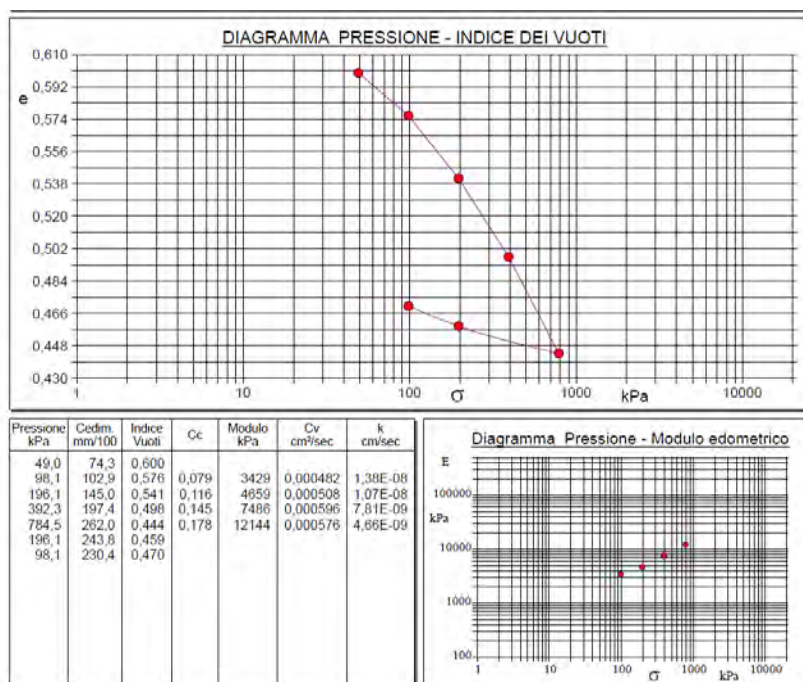 DIAGRAMMA PRESSIONE - INDICE DEI VUOTI
0,610
0,592
e
0,574
0,556
0,538
0,520
0,502
0,484
0,466
0,448
0,430
1 10 100 σ 1000 kPa 10000
Pressione kPa Cedim. mm/100 Indice Vuoti Cc Modulo kPa Cv cm²/sec k cm/sec
49,0 74,3 0,600
98,1 102,9 0,576 0,079 3429 0,000482 1,38E-08
196,1 145,0 0,541 0,116 4659 0,000508 1,07E-08
392,3 197,4 0,498 0,145 7486 0,000596 7,81E-09
784,5 262,0 0,444 0,178 12144 0,000576 4,66E-09
196,1 243,8 0,459
98,1 230,4 0,470
Diagramma Pressione - Modulo edometrico
E
100000
kPa
10000
1000
100
1 10 100 σ 1000 kPa 10000